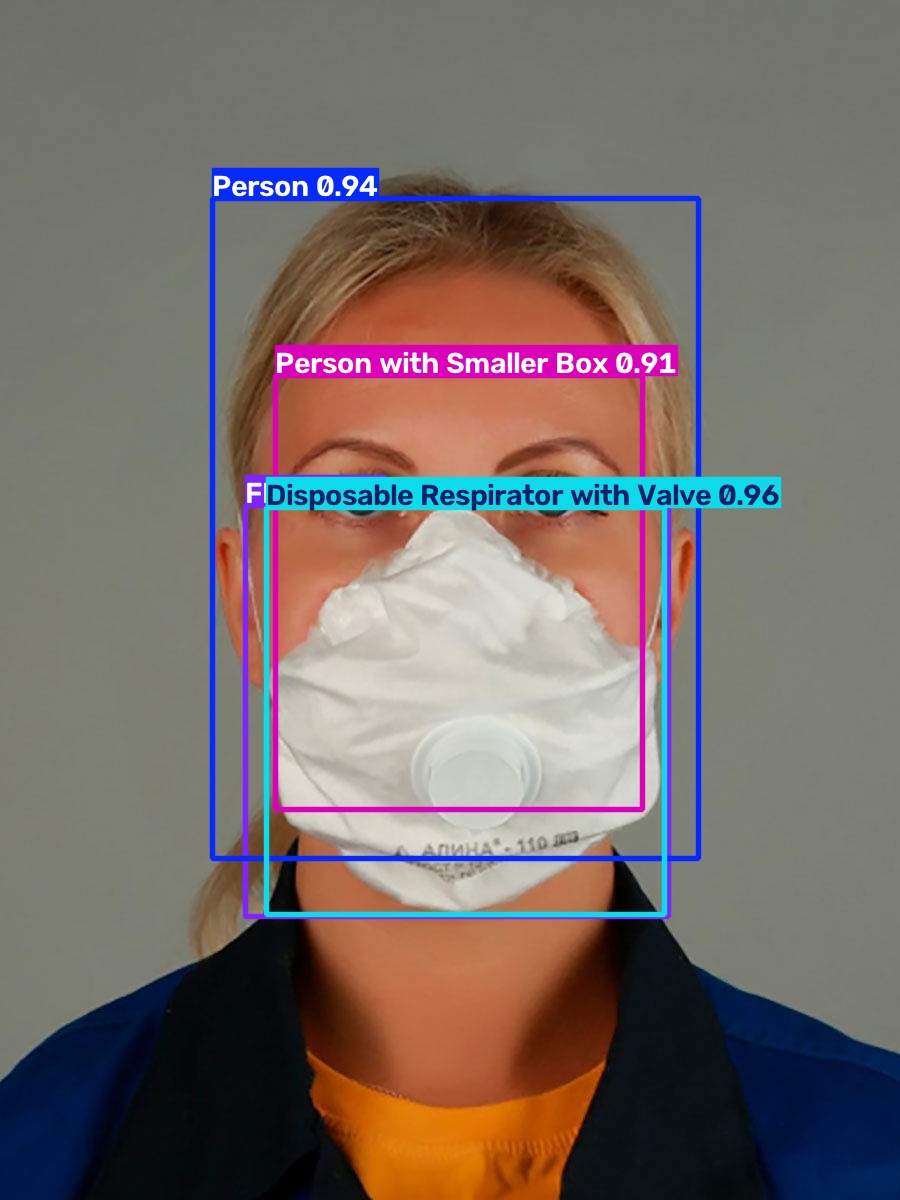 Person 0.94
Person with Smaller Box 0.91
F
Disposable Respirator with Valve 0.96
АЛИНА® - 110